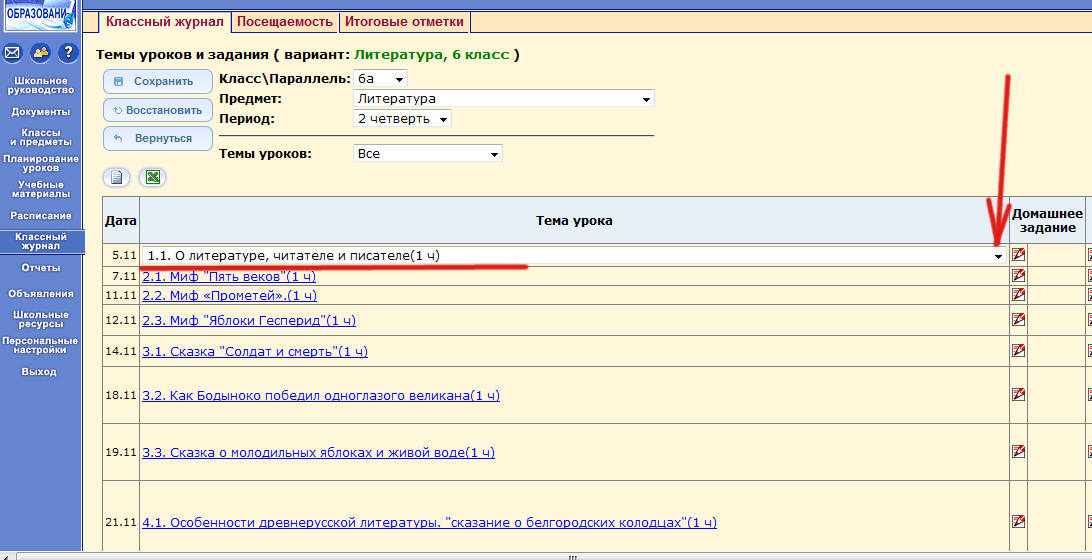 ОБРАЗОВАНИ
?
Школьное
руководство
Документы
Классы
и предметы
Планирование
уроков
Учебные
материалы
Расписание
Классный
журнал
Отчеты
Объявления
Школьные
ресурсы
Персональные
настройки
Выход
Классный журнал Посещаемость Итоговые отметки
Темы уроков и задания ( вариант: Литература, 6 класс )
Сохранить Класс\Параллель: 6а
Предмет: Литература
Восстановить
Период: 2 четверть
Вернуться
Темы уроков: Все
Дата Тема урока Домашнее задание
5.11 1.1. О литературе, читателе и писателе(1 ч)
7.11 2.1. Миф "Пять веков"(1 ч)
11.11 2.2. Миф «Прометей».(1 ч)
12.11 2.3. Миф "Яблоки Гесперид"(1 ч)
14.11 3.1. Сказка "Солдат и смерть"(1 ч)
18.11 3.2. Как Бодыноко победил одноглазого великана(1 ч)
19.11 3.3. Сказка о молодильных яблоках и живой воде(1 ч)
21.11 4.1. Особенности древнерусской литературы. "сказание о белгородских колодцах"(1 ч)